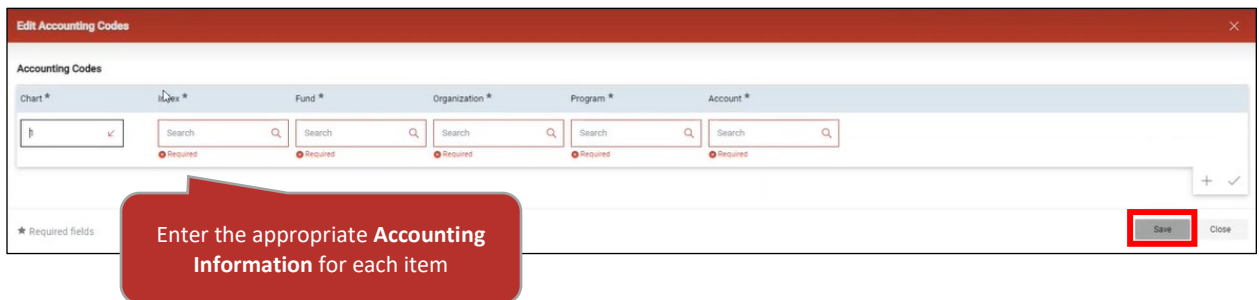 Edit Accounting Codes
Accounting Codes
Chart * Index * Fund * Organization * Program * Account *
Search Search Search Search Search
Required Required Required Required Required
★ Required fields
Save Close
Enter the appropriate Accounting
Information for each item